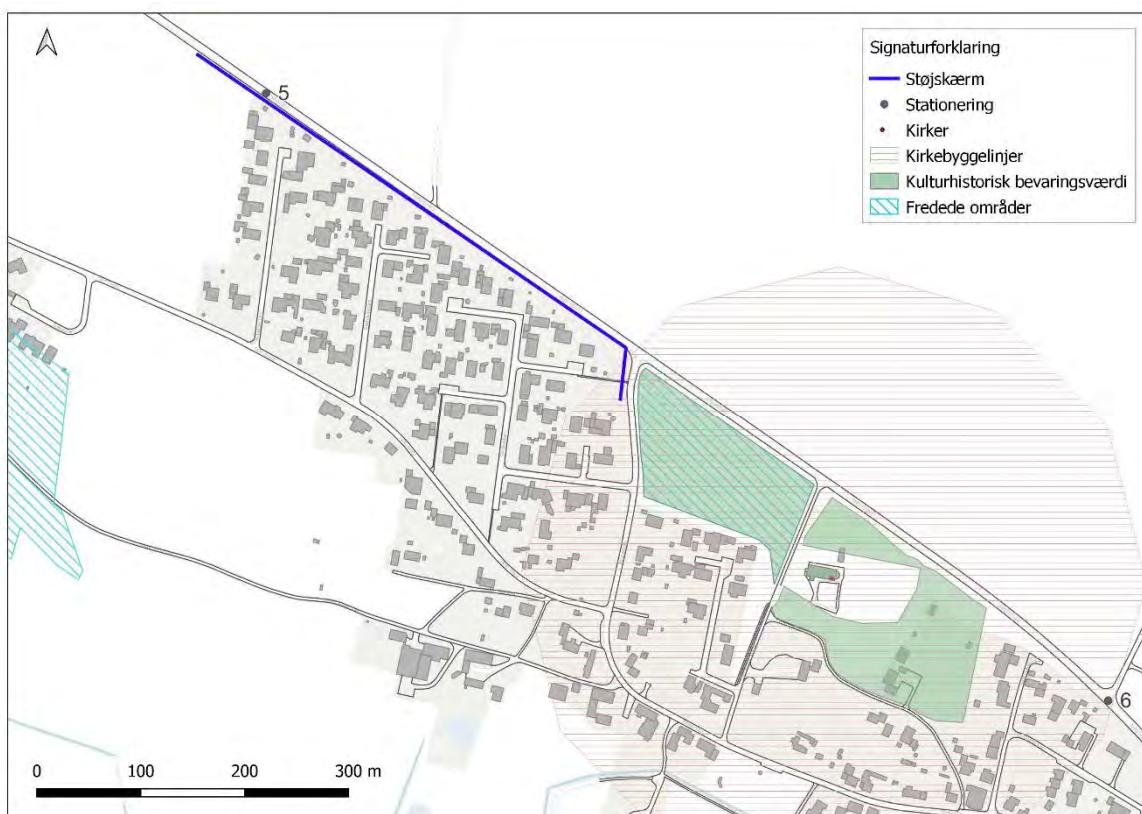 Signaturforklaring
Støjskærm
Stationering
Kirker
Kirkebyggelinjer
Kulturhistorisk bevaringsværdi
Fredede områder
5
6
0 100 200 300 m